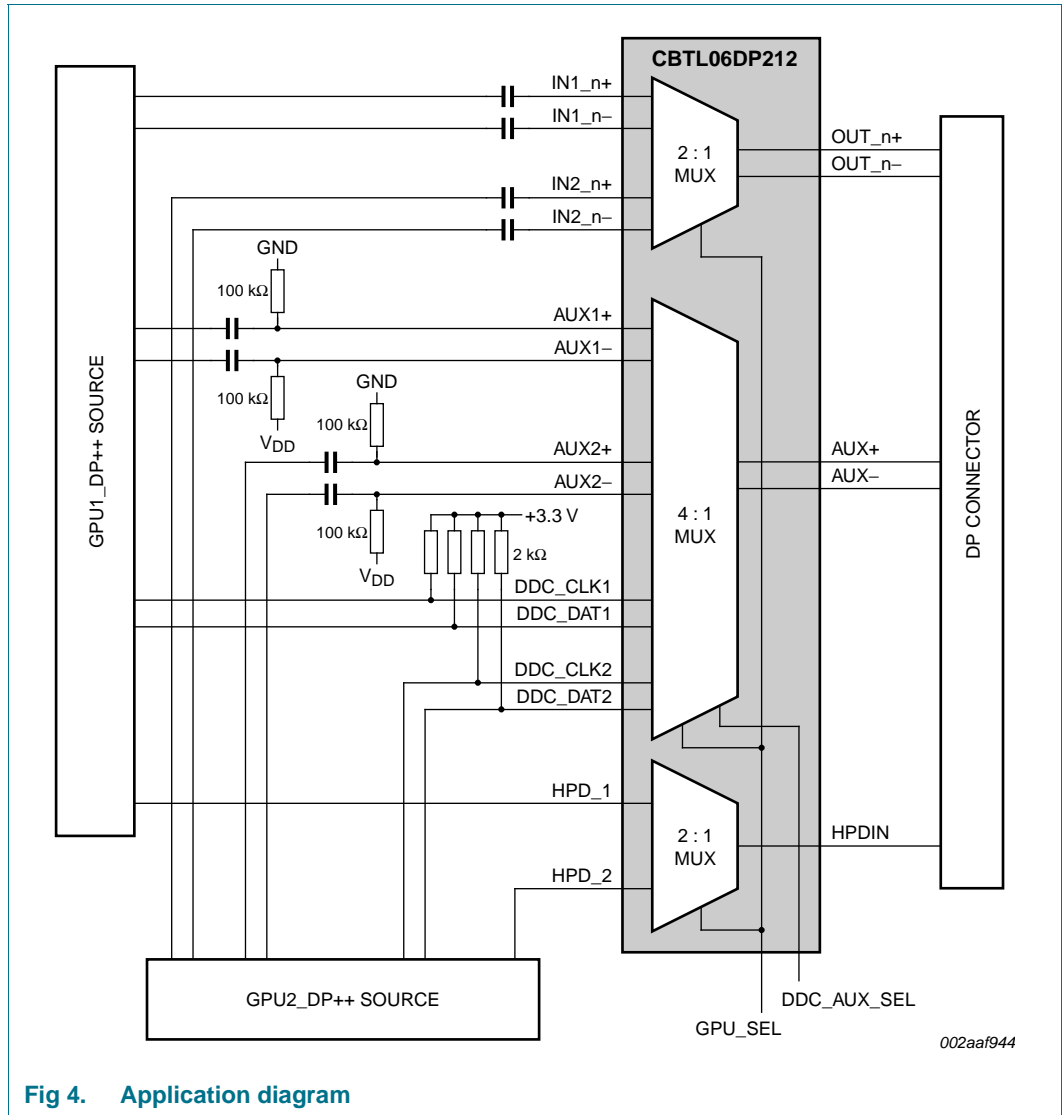 CBTL06DP212
IN1_n+
IN1_n−
2 : 1
MUX
OUT_n+
OUT_n−
IN2_n+
IN2_n−
GND
100 kΩ
AUX1+
AUX1−
100 kΩ
VDD
GND
100 kΩ
AUX2+
AUX2−
100 kΩ
VDD
+3.3 V
2 kΩ
4 : 1
MUX
AUX+
AUX−
DDC_CLK1
DDC_DAT1
DDC_CLK2
DDC_DAT2
HPD_1
2 : 1
MUX
HPDIN
HPD_2
GPU1_DP++ SOURCE
DP CONNECTOR
GPU2_DP++ SOURCE
DDC_AUX_SEL
GPU_SEL
002aaf944
Fig 4. Application diagram